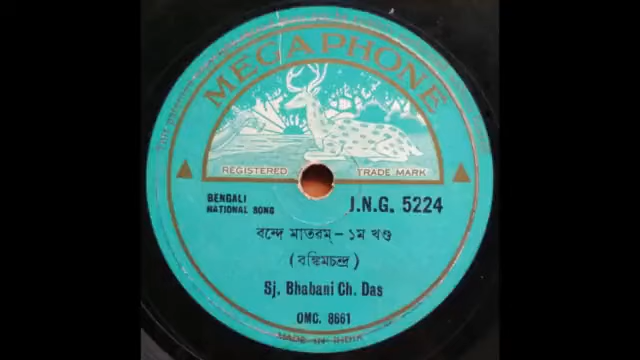 MEGAPHONE
REGISTERED TRADE MARK
BENGALI
NATIONAL SONG
J.N.G. 5224
বন্দে মাতরম্ - ১ম খণ্ড
( বঙ্কিমচন্দ্র )
Sj. Bhabani Ch. Das
OMC. 8661
MADE IN INDIA